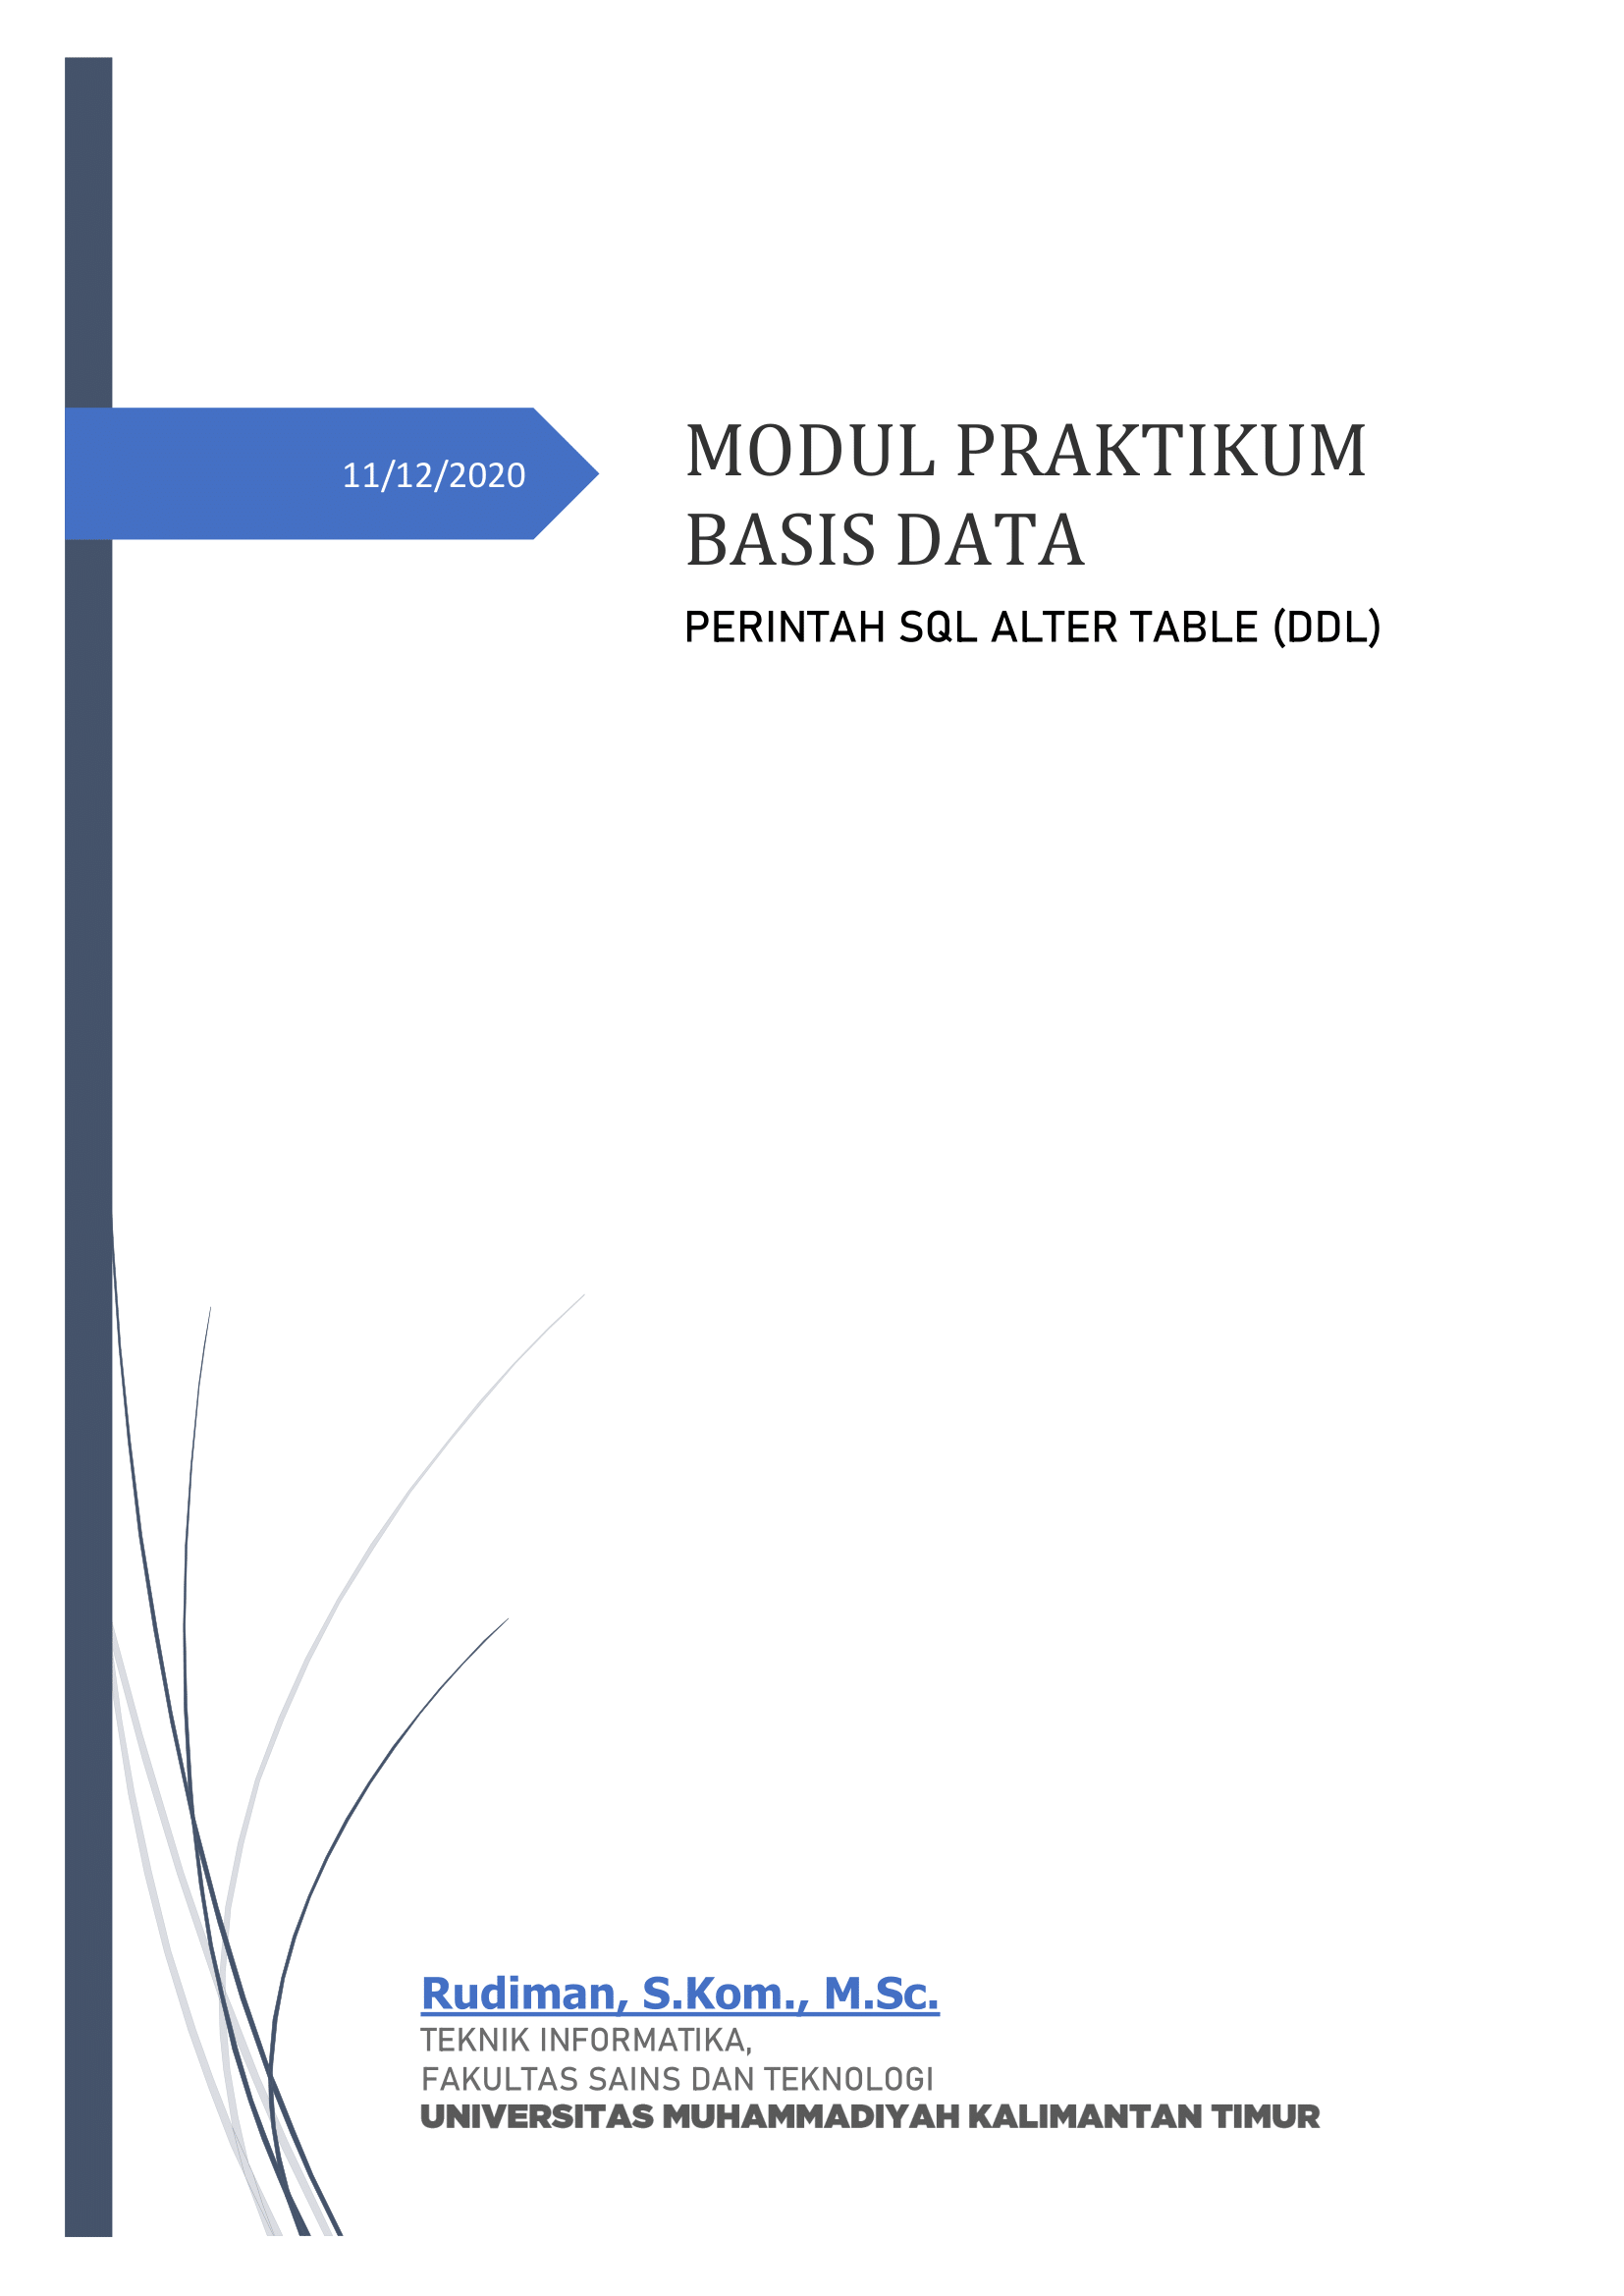 11/12/2020
MODUL PRAKTIKUM
BASIS DATA
PERINTAH SQL ALTER TABLE (DDL)
Rudiman, S.Kom., M.Sc.
TEKNIK INFORMATIKA,
FAKULTAS SAINS DAN TEKNOLOGI
UNIVERSITAS MUHAMMADIYAH KALIMANTAN TIMUR